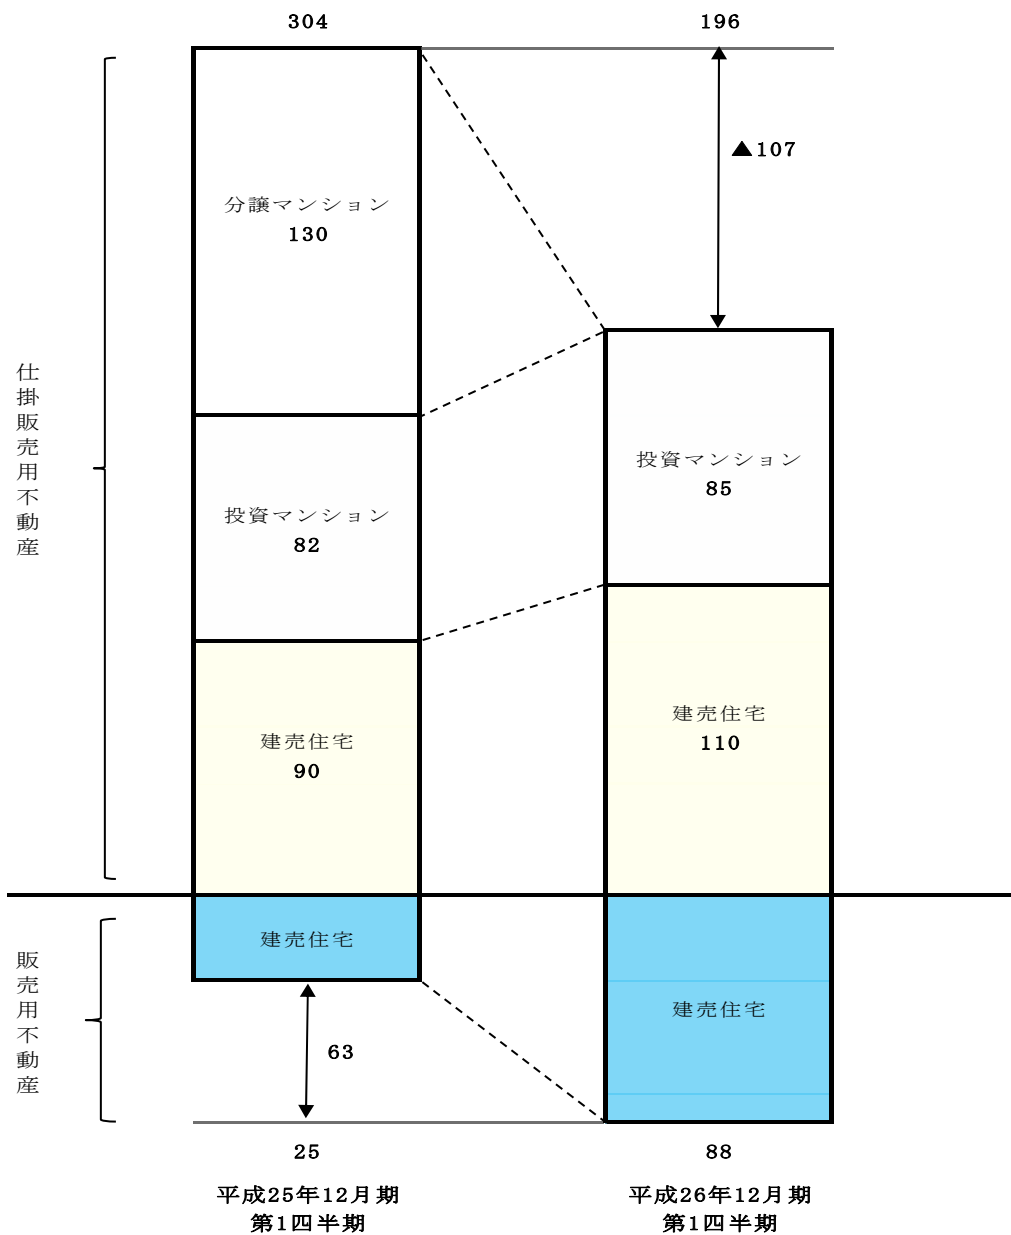 304
196
▲107
分譲マンション
130
仕掛販売用不動産
投資マンション
82
投資マンション
85
建売住宅
90
建売住宅
110
販売用不動産
建売住宅
建売住宅
63
25
88
平成25年12月期
第1四半期
平成26年12月期
第1四半期